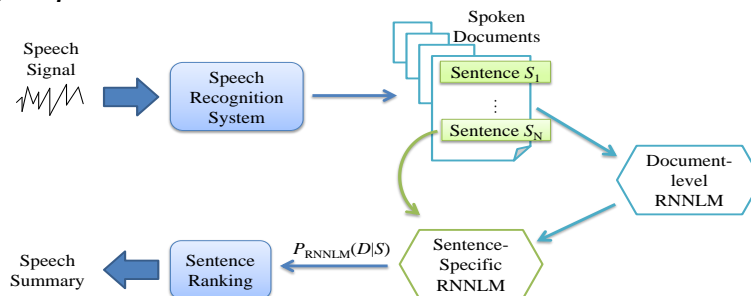 Speech
Signal
Speech
Recognition
System
Spoken
Documents
Sentence S1
⋮
Sentence SN
Document-
level
RNNLM
Sentence-
Specific
RNNLM
PRNNLM(D|S)
Sentence
Ranking
Speech
Summary